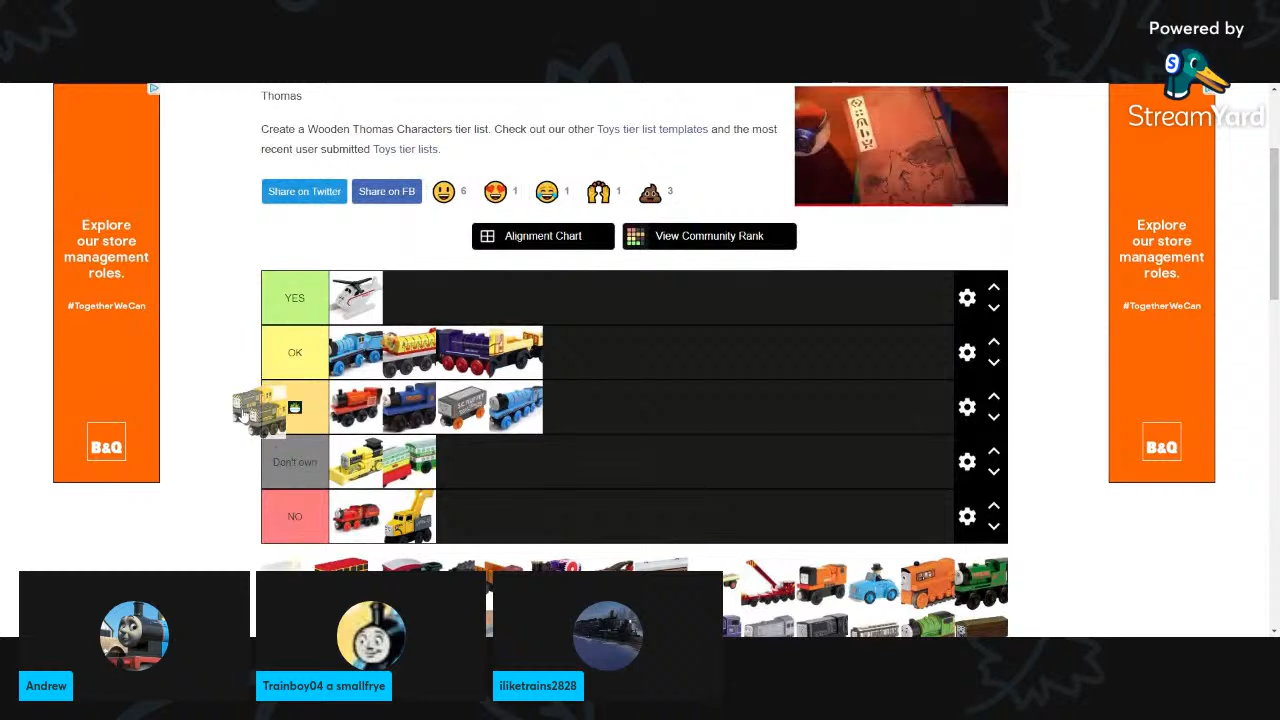 Powered by
StreamYard
Thomas
Create a Wooden Thomas Characters tier list. Check out our other Toys tier list templates and the most
recent user submitted Toys tier lists.
Share on Twitter
Share on FB
6
1
1
1
3
Alignment Chart
View Community Rank
Explore
our store
management
roles.
#TogetherWeCan
B&Q
Explore
our store
management
roles.
#TogetherWeCan
B&Q
YES
OK
Don't own
NO
Andrew
Trainboy04 a smallfrye
iliketrains2828